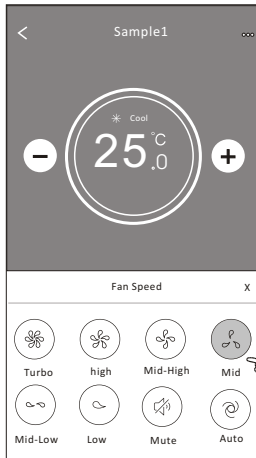 < Sample1 ...
Cool
25.0 °C
− +
Fan Speed X
Turbo high Mid-High Mid
Mid-Low Low Mute Auto